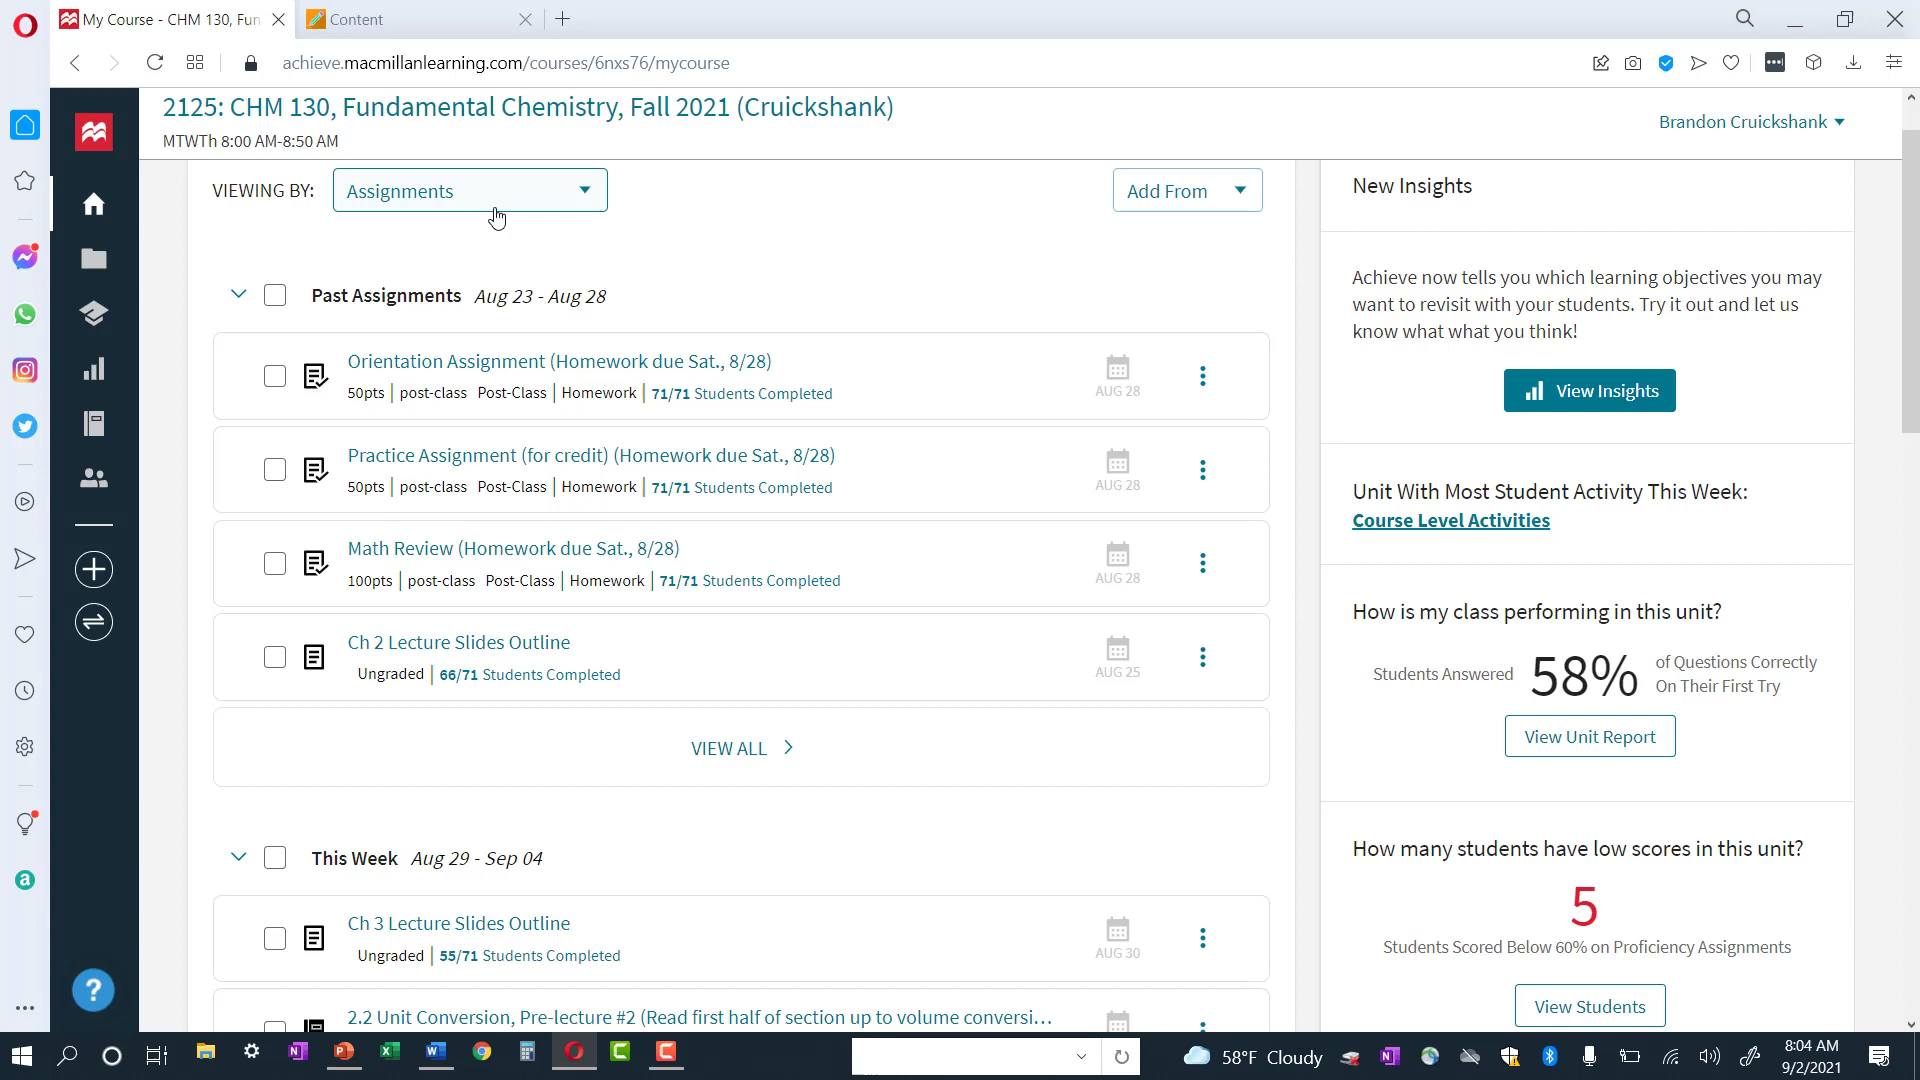 My Course - CHM 130, Fun
Content
achieve.macmillanlearning.com/courses/6nxs76/mycourse
2125: CHM 130, Fundamental Chemistry, Fall 2021 (Cruickshank)
MTWTh 8:00 AM-8:50 AM
Brandon Cruickshank
VIEWING BY:
Assignments
Add From
Past Assignments Aug 23 - Aug 28
Orientation Assignment (Homework due Sat., 8/28)
50pts | post-class Post-Class | Homework | 71/71 Students Completed
AUG 28
Practice Assignment (for credit) (Homework due Sat., 8/28)
50pts | post-class Post-Class | Homework | 71/71 Students Completed
AUG 28
Math Review (Homework due Sat., 8/28)
100pts | post-class Post-Class | Homework | 71/71 Students Completed
AUG 28
Ch 2 Lecture Slides Outline
Ungraded | 66/71 Students Completed
AUG 25
VIEW ALL
This Week Aug 29 - Sep 04
Ch 3 Lecture Slides Outline
Ungraded | 55/71 Students Completed
AUG 30
2.2 Unit Conversion, Pre-lecture #2 (Read first half of section up to volume conversi...
New Insights
Achieve now tells you which learning objectives you may
want to revisit with your students. Try it out and let us
know what what you think!
View Insights
Unit With Most Student Activity This Week:
Course Level Activities
How is my class performing in this unit?
Students Answered
58%
of Questions Correctly
On Their First Try
View Unit Report
How many students have low scores in this unit?
5
Students Scored Below 60% on Proficiency Assignments
View Students
?
58°F Cloudy
8:04 AM
9/2/2021